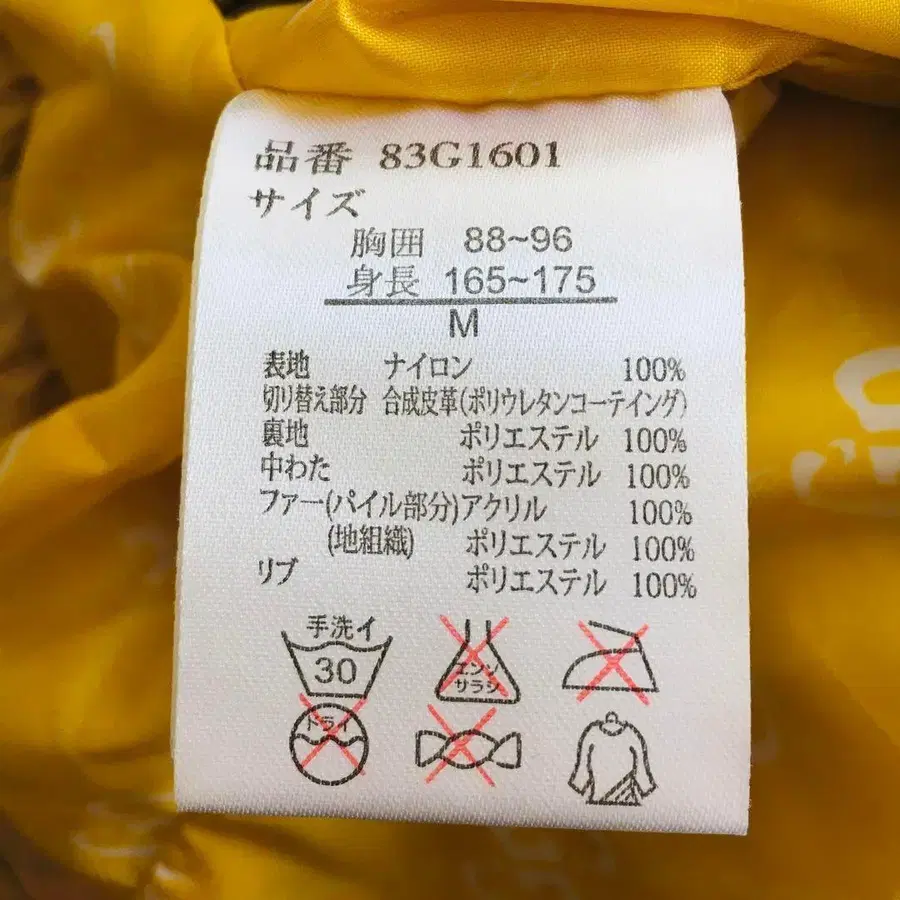 品番 83G1601
サイズ
胸囲 88~96
身長 165~175
M
表地 ナイロン 100%
切り替え部分 合成皮革(ポリウレタンコーテイング)
裏地 ポリエステル 100%
中わた ポリエステル 100%
ファー(パイル部分)アクリル 100%
(地組織) ポリエステル 100%
リブ ポリエステル 100%
手洗イ
30
エンソ
サラシ
ドライ